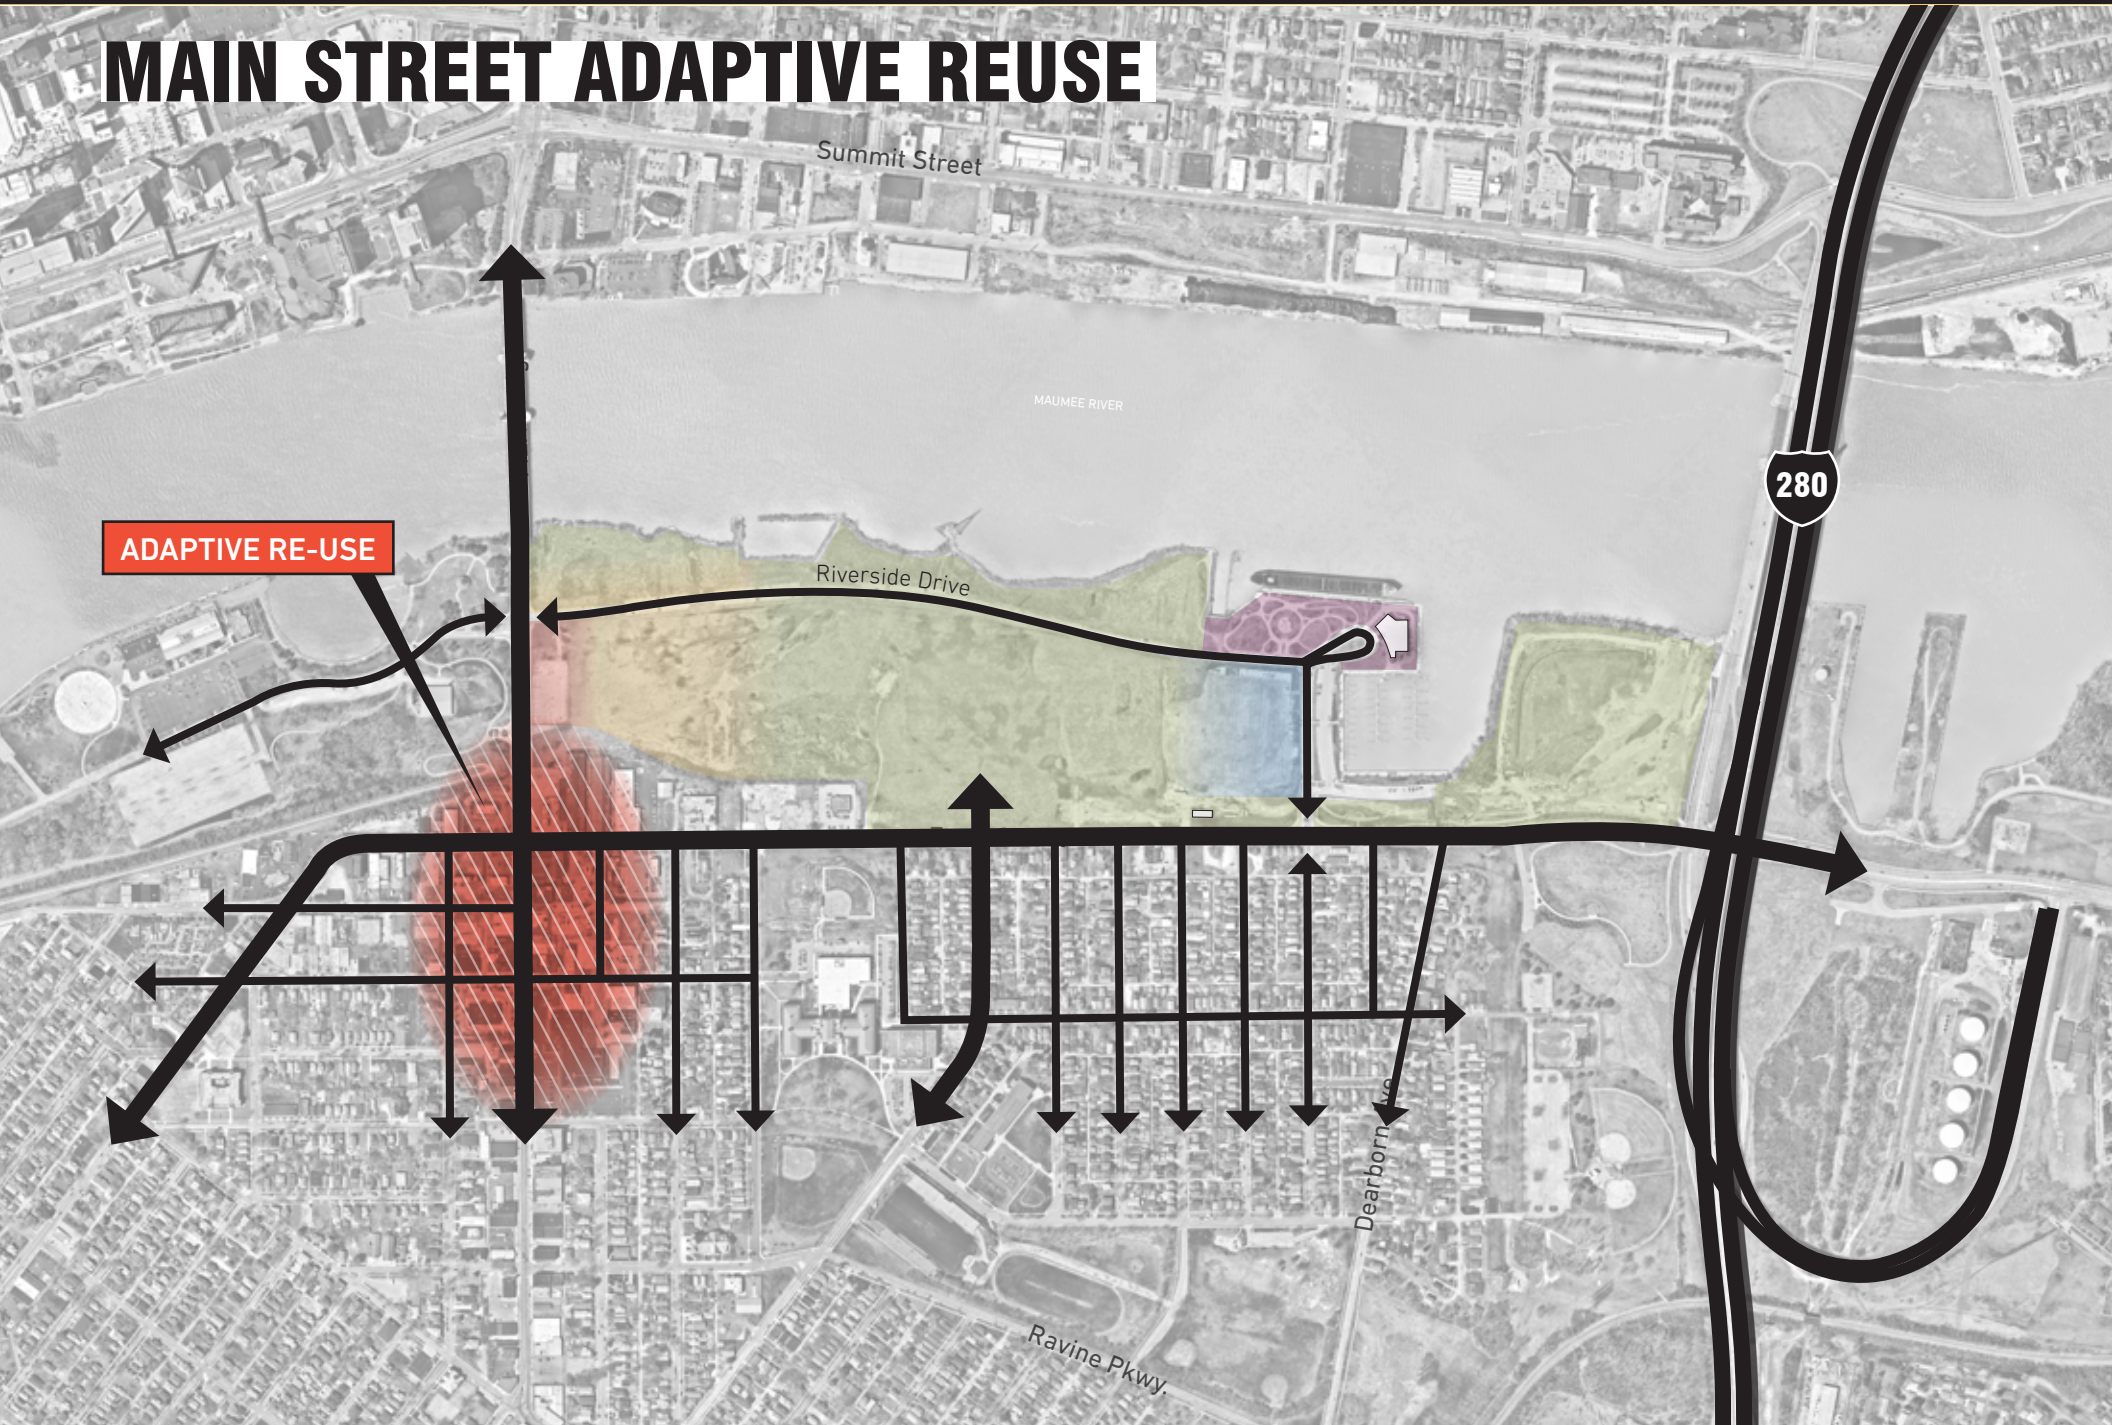 MAIN STREET ADAPTIVE REUSE
Summit Street
MAUMEE RIVER
280
ADAPTIVE RE-USE
Riverside Drive
Dearborn
Ravine Pkwy.